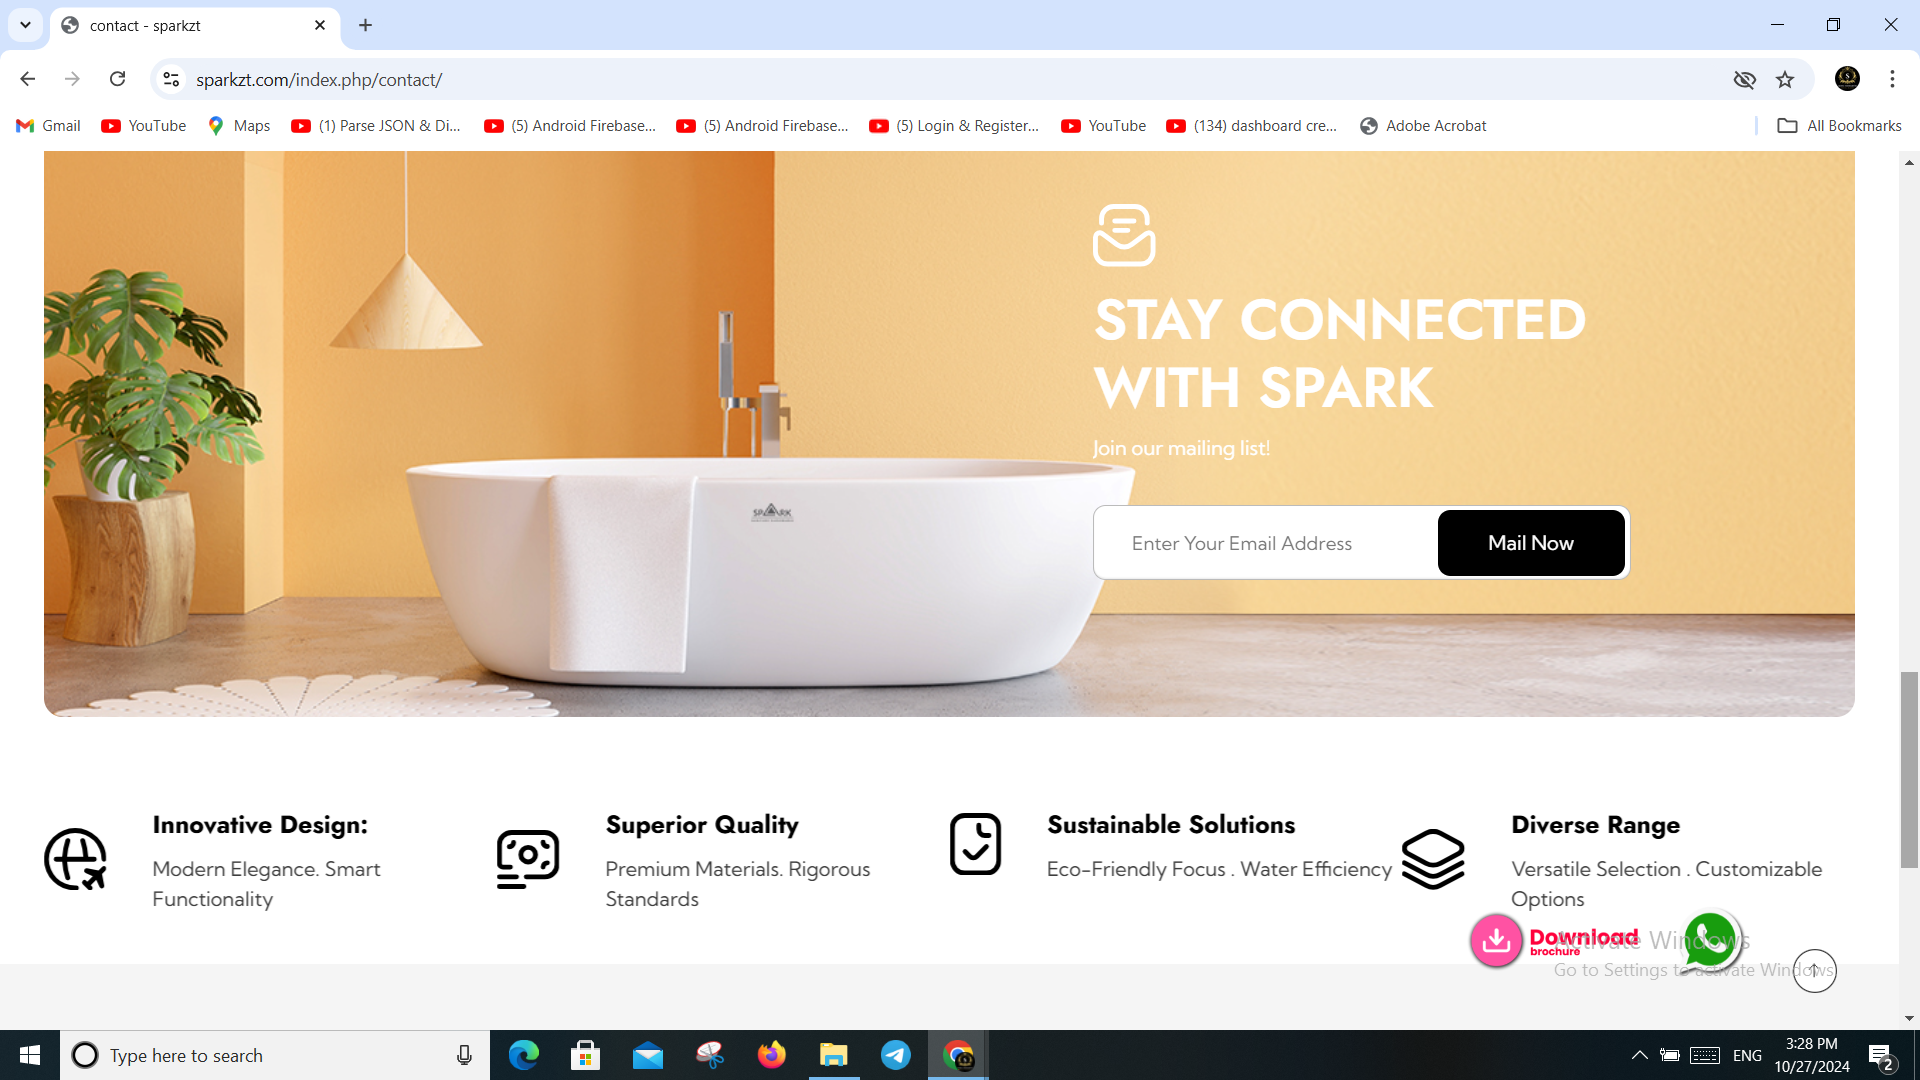 contact - sparkzt
sparkzt.com/index.php/contact/
Gmail
YouTube
Maps
(1) Parse JSON & Di...
(5) Android Firebase...
(5) Android Firebase...
(5) Login & Register...
YouTube
(134) dashboard cre...
Adobe Acrobat
All Bookmarks
STAY CONNECTED
WITH SPARK
Join our mailing list!
SPARK
Enter Your Email Address
Mail Now
Innovative Design:
Modern Elegance. Smart
Functionality
Superior Quality
Premium Materials. Rigorous
Standards
Sustainable Solutions
Eco-Friendly Focus . Water Efficiency
Diverse Range
Versatile Selection . Customizable
Options
Download
brochure
Activate Windows
Go to Settings to activate Windows.
Type here to search
ENG
3:28 PM
10/27/2024
2